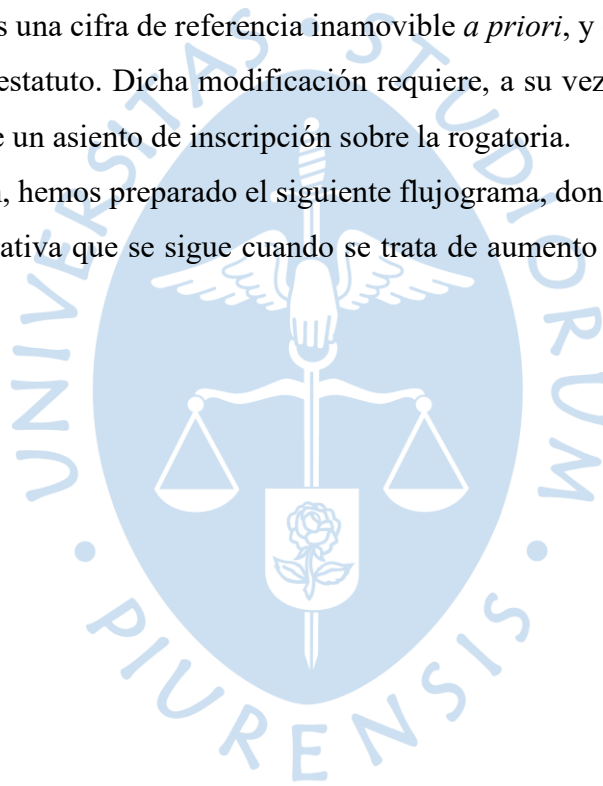 s una cifra de referencia inamovible a priori, y
estatuto. Dicha modificación requiere, a su vez
e un asiento de inscripción sobre la rogatoria.
, hemos preparado el siguiente flujograma, don
ativa que se sigue cuando se trata de aumento
UNIVERSITAS • STUDIORUM • PIURENSIS